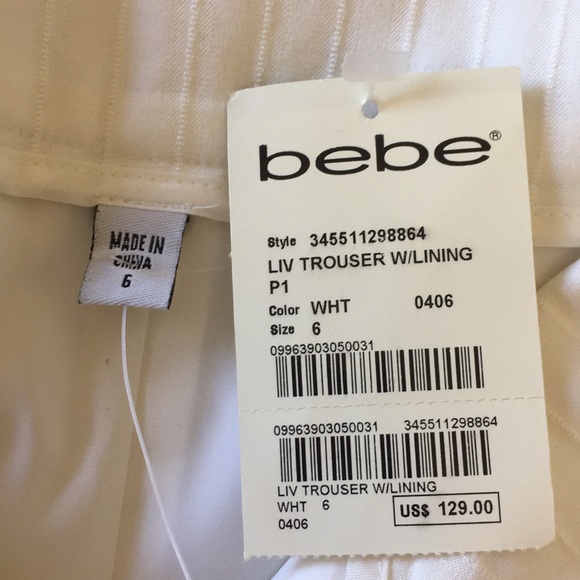 bebe®
Style 345511298864
LIV TROUSER W/LINING
P1
Color WHT 0406
Size 6
09963903050031
09963903050031 345511298864
LIV TROUSER W/LINING
WHT 6
0406
US$ 129.00
MADE IN
CHINA
6